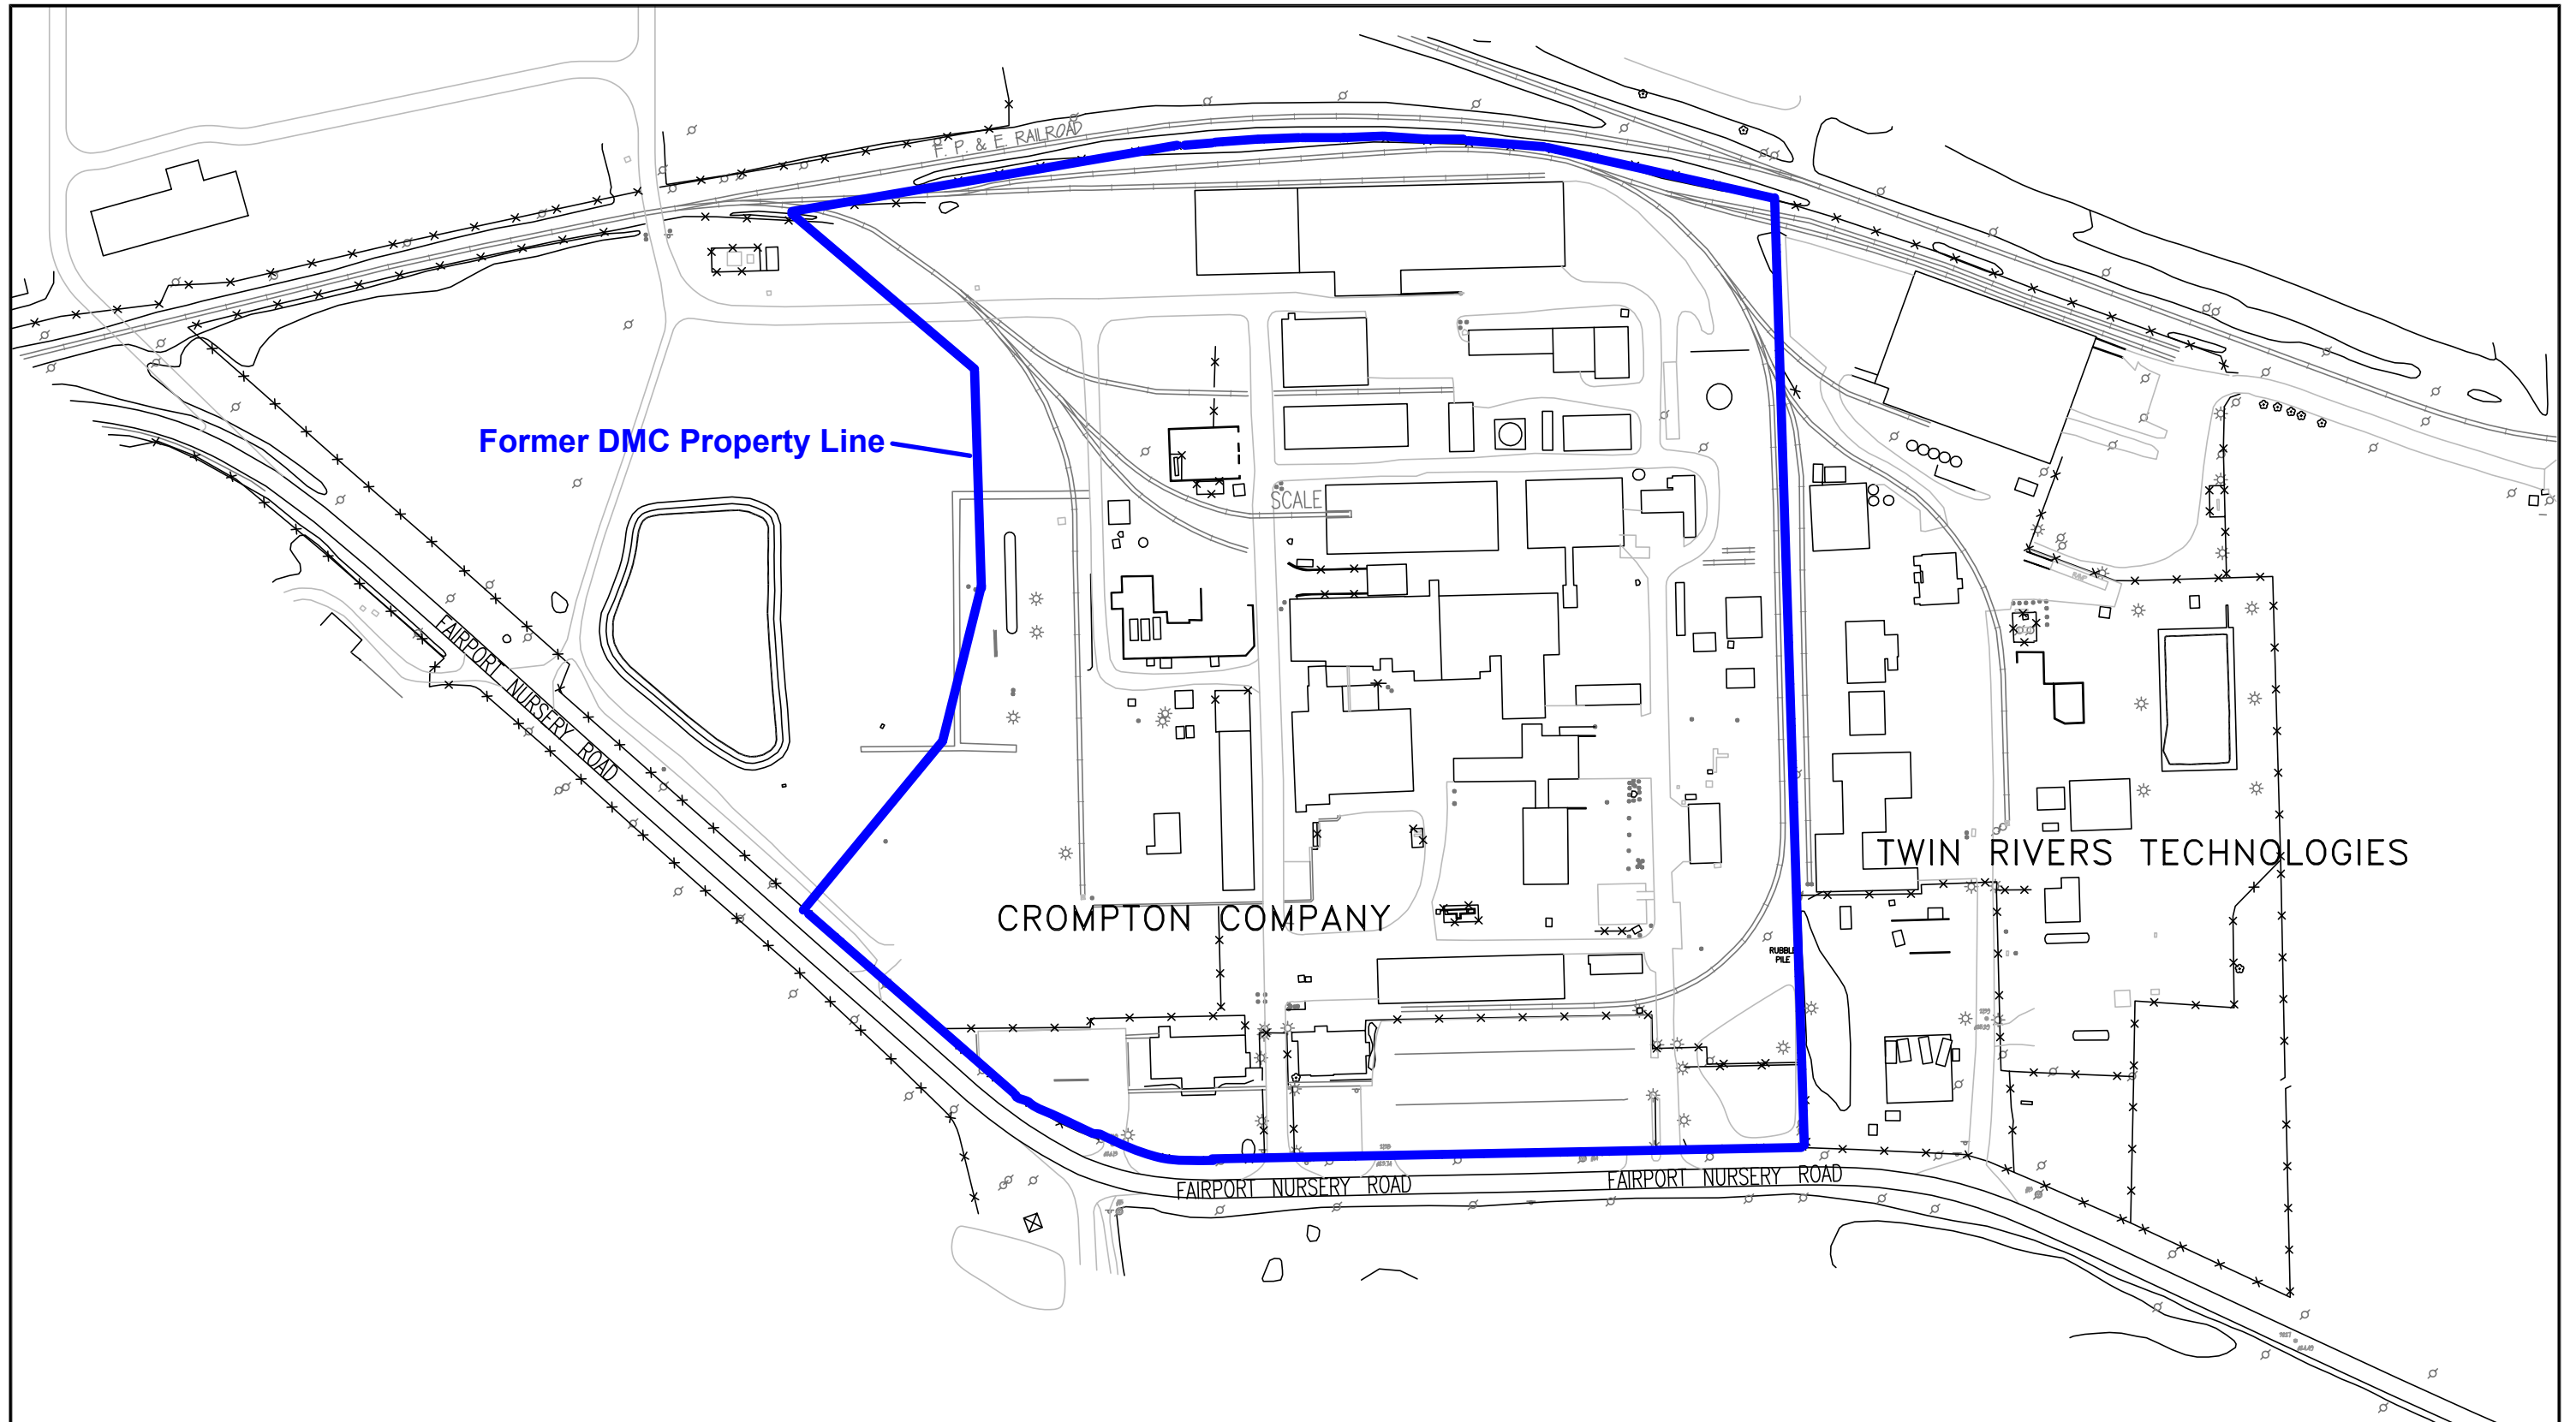 F. P. & E. RAILROAD
Former DMC Property Line
SCALE
FAIRPORT NURSERY ROAD
TWIN RIVERS TECHNOLOGIES
CROMPTON COMPANY
RUBBLE
PILE
FAIRPORT NURSERY ROAD
FAIRPORT NURSERY ROAD